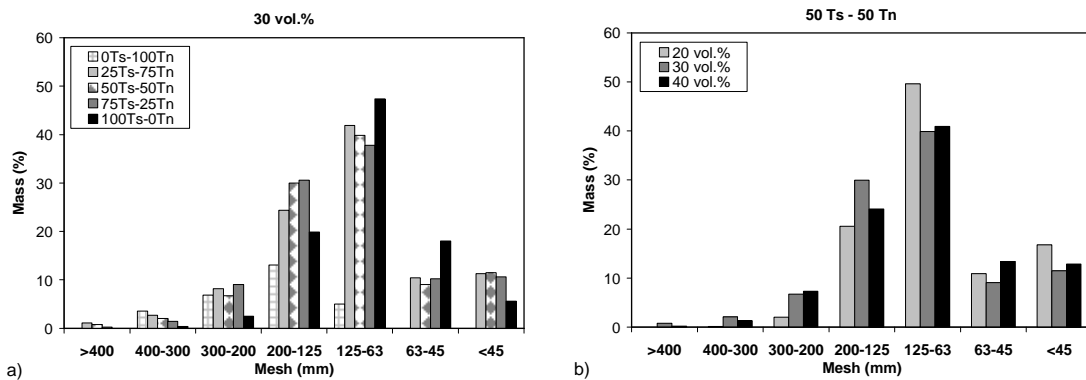 30 vol.%
60
50
40
30
20
10
0
Mass (%)
0Ts-100Tn
25Ts-75Tn
50Ts-50Tn
75Ts-25Tn
100Ts-0Tn
>400 400-300 300-200 200-125 125-63 63-45 <45
Mesh (mm)
a)
50 Ts - 50 Tn
60
50
40
30
20
10
0
Mass (%)
20 vol.%
30 vol.%
40 vol.%
>400 400-300 300-200 200-125 125-63 63-45 <45
Mesh (mm)
b)